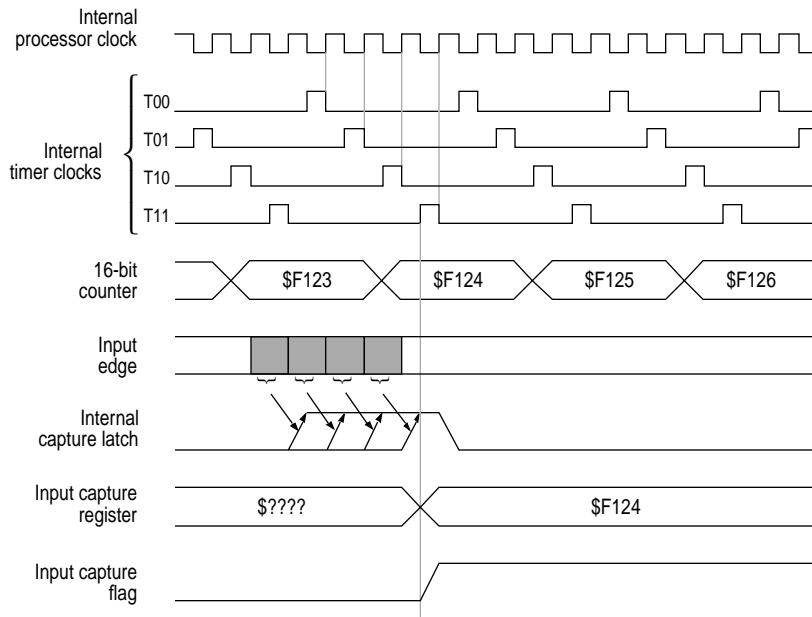 Internal
processor clock
T00
T01
Internal
timer clocks
T10
T11
16-bit
counter
$F123
$F124
$F125
$F126
Input
edge
Internal
capture latch
Input capture
register
$????
$F124
Input capture
flag